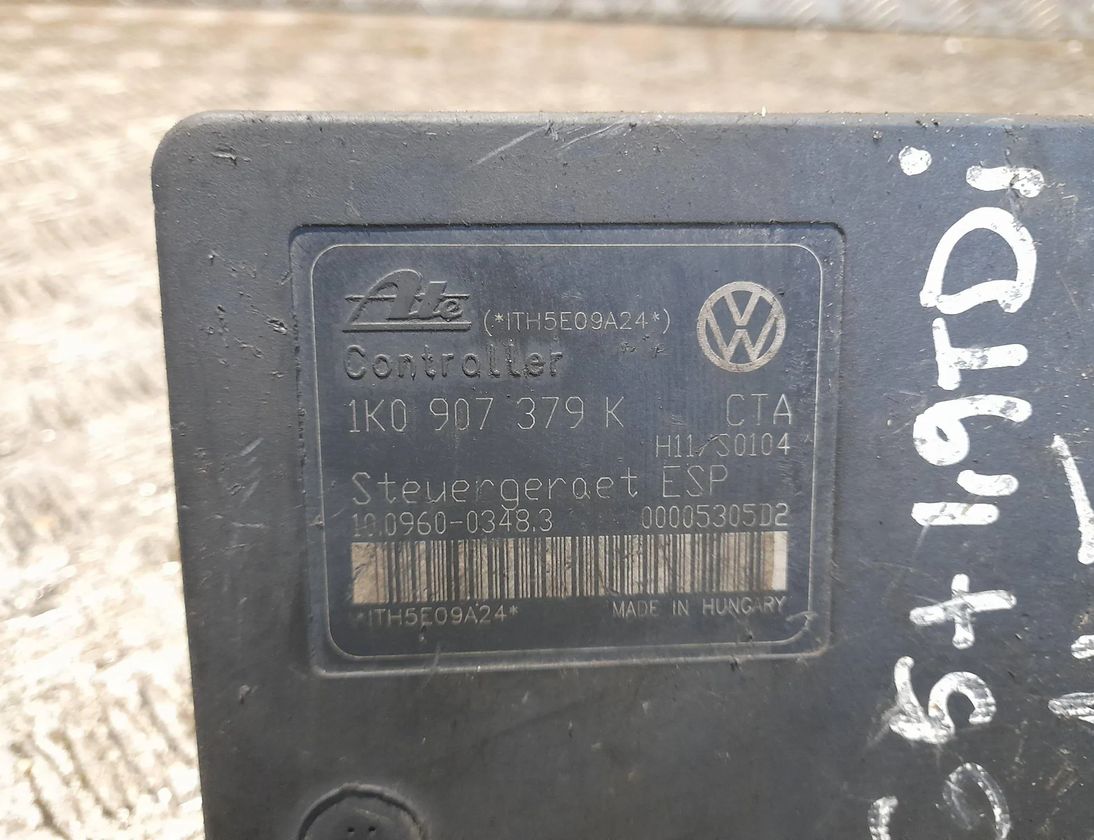 Ate (*ITH5E09A24*)
Controller
1K0 907 379 K CTA
H11/S0104
Steuergeraet ESP
10.0960-0348.3 00005305D2
*ITH5E09A24* MADE IN HUNGARY
G5+ 1,9TDi